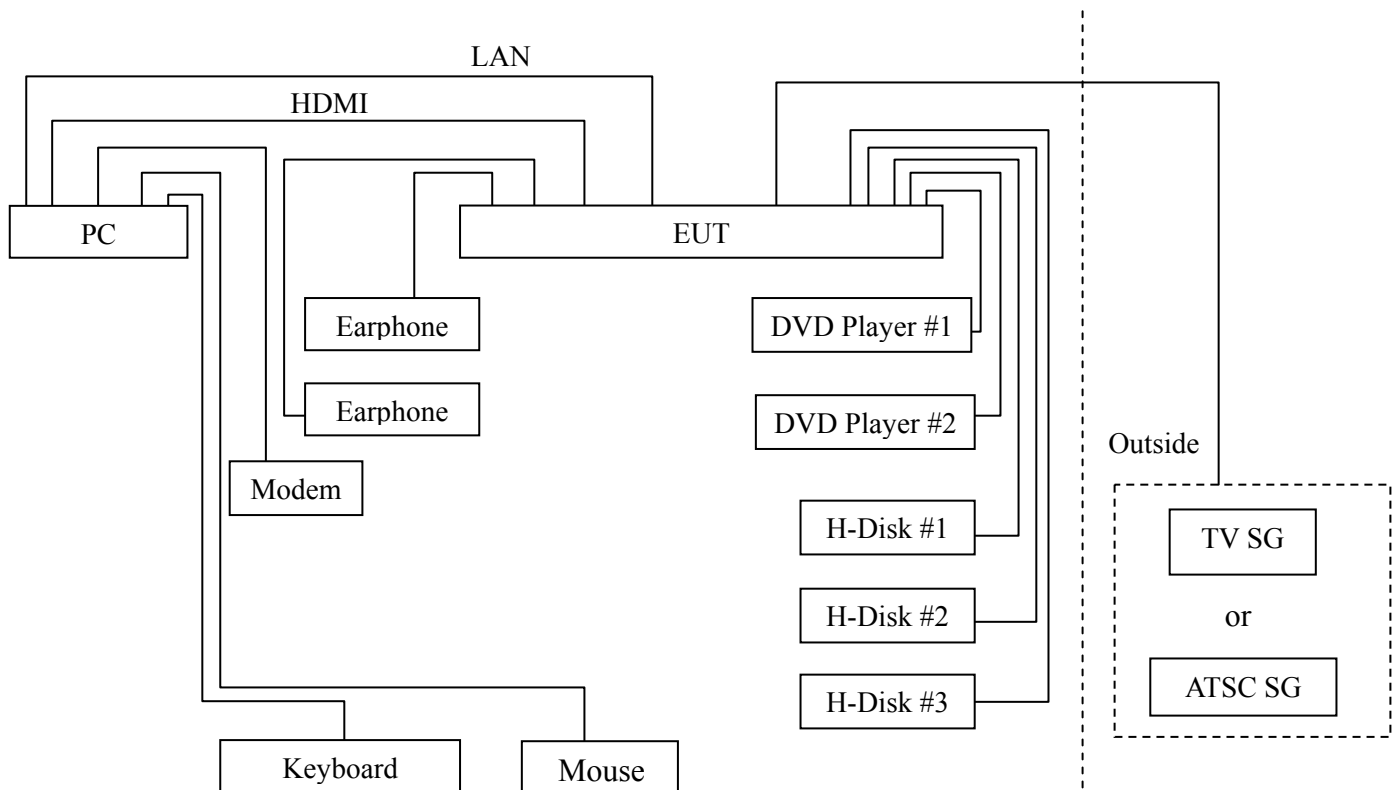 LAN
HDMI
PC
EUT
Earphone
DVD Player #1
Earphone
DVD Player #2
Outside
Modem
H-Disk #1
TV SG
H-Disk #2
or
H-Disk #3
ATSC SG
Keyboard
Mouse